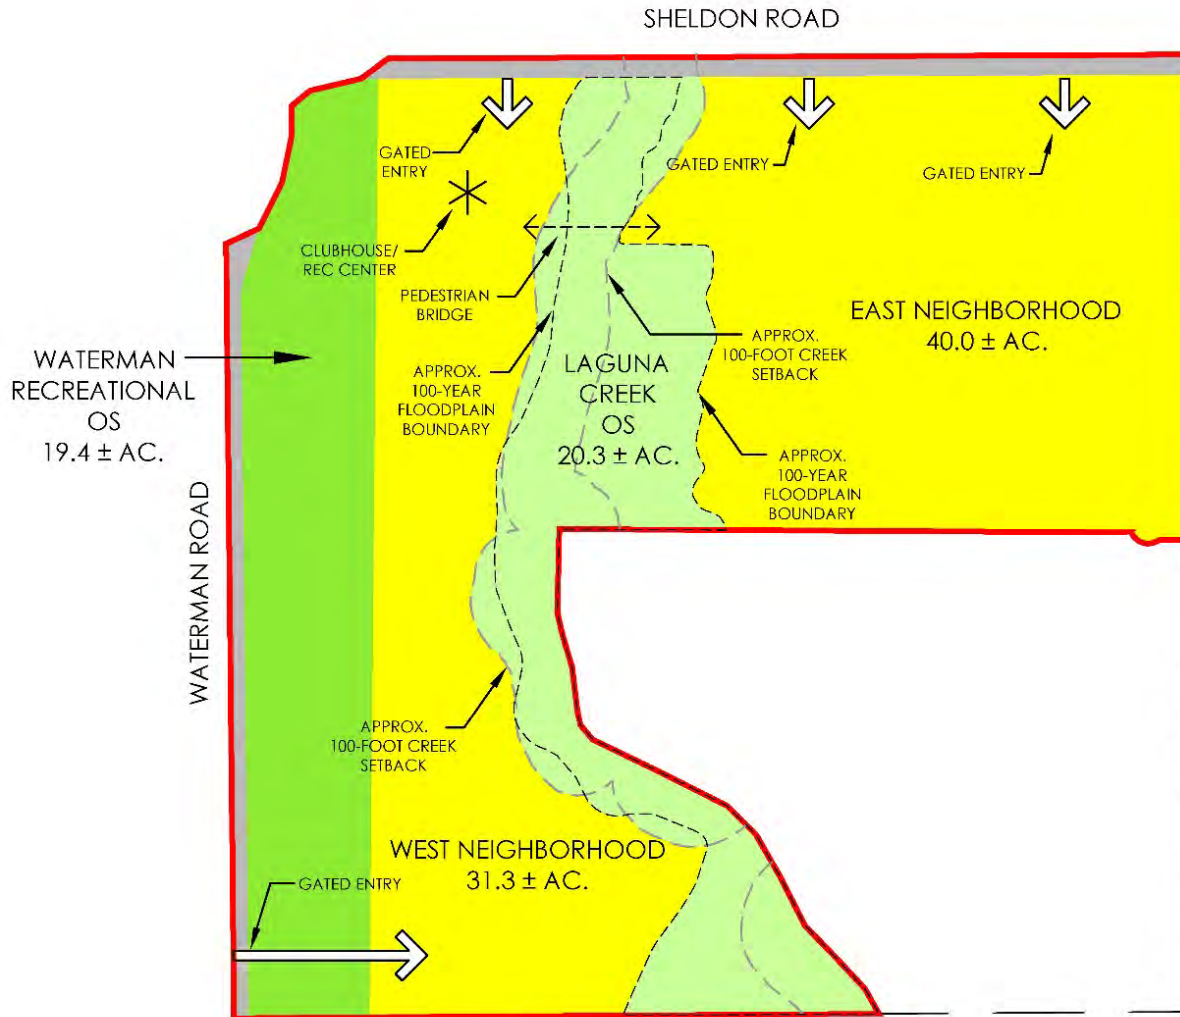 SHELDON ROAD
GATED
ENTRY
GATED ENTRY
GATED ENTRY
CLUBHOUSE/
REC CENTER
PEDESTRIAN
BRIDGE
EAST NEIGHBORHOOD
40.0 ± AC.
WATERMAN
RECREATIONAL
OS
19.4 ± AC.
APPROX.
100-YEAR
FLOODPLAIN
BOUNDARY
LAGUNA
CREEK
OS
20.3 ± AC.
APPROX.
100-FOOT CREEK
SETBACK
APPROX.
100-YEAR
FLOODPLAIN
BOUNDARY
WATERMAN ROAD
APPROX.
100-FOOT CREEK
SETBACK
WEST NEIGHBORHOOD
31.3 ± AC.
GATED ENTRY